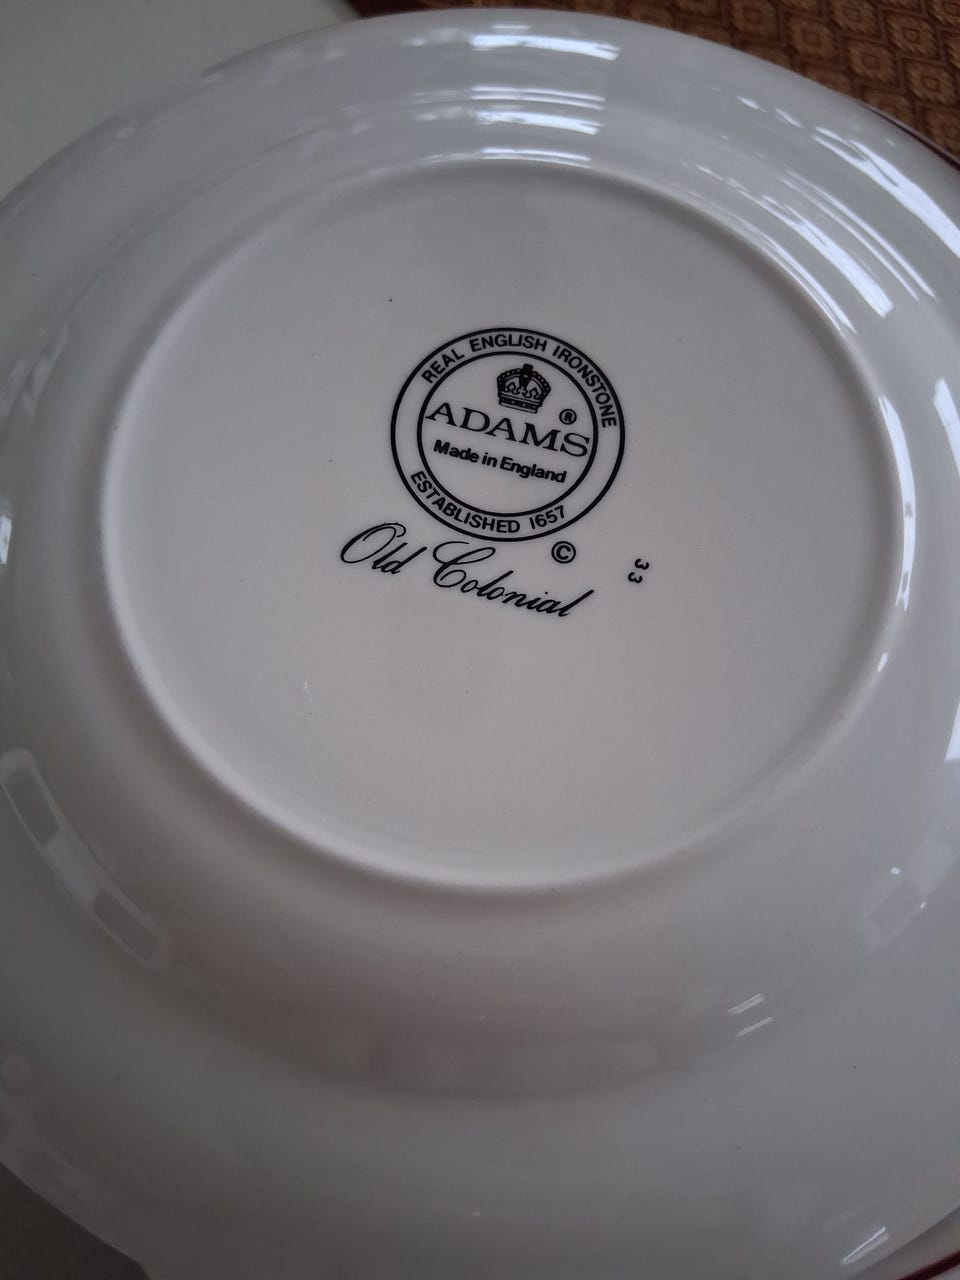 REAL ENGLISH IRONSTONE
ADAMS ®
Made in England
ESTABLISHED 1657
©
Old Colonial
33